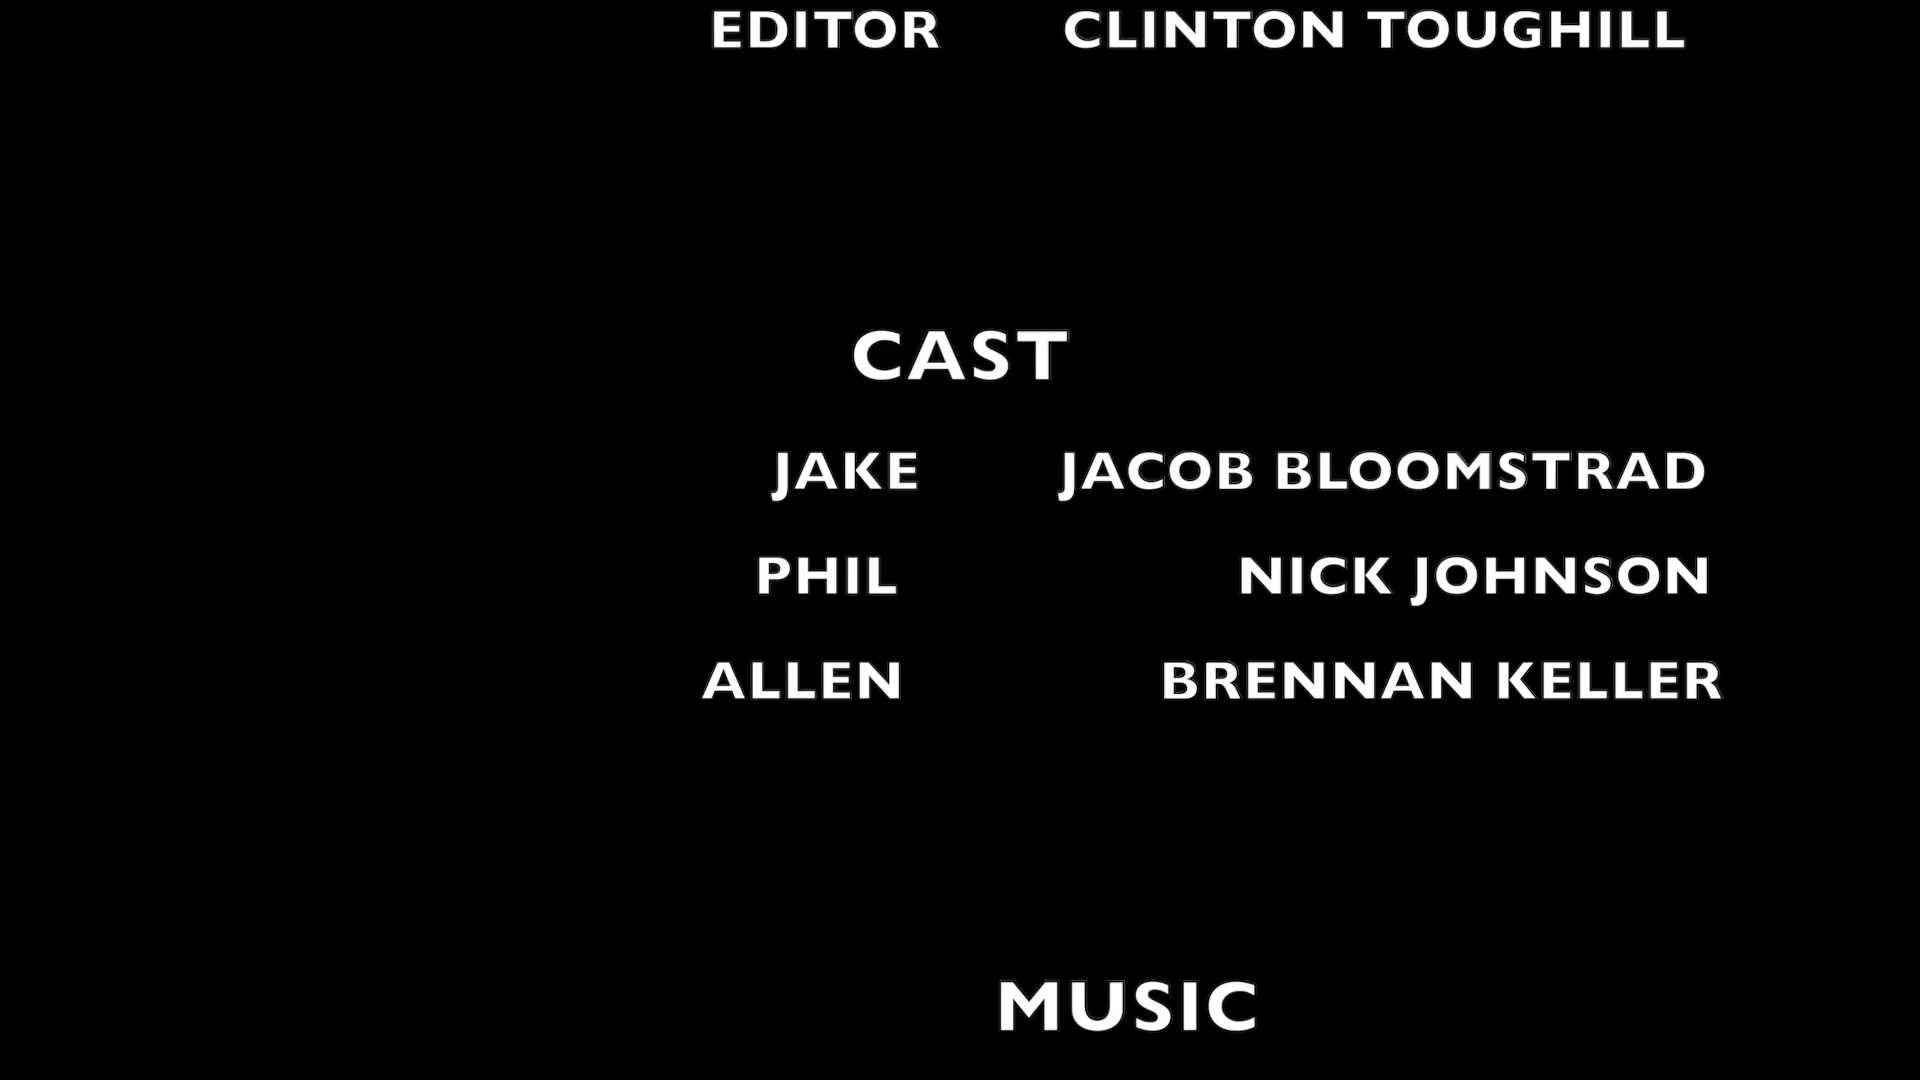 EDITOR CLINTON TOUGHILL
CAST
JAKE JACOB BLOOMSTRAD
PHIL NICK JOHNSON
ALLEN BRENNAN KELLER
MUSIC